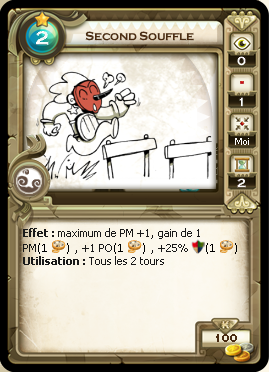 SECOND SOUFFLE
2
0
1
Moi
2
Effet : maximum de PM +1, gain de 1
PM(1 ) , +1 PO(1 ) , +25% (1 )
Utilisation : Tous les 2 tours
K
100